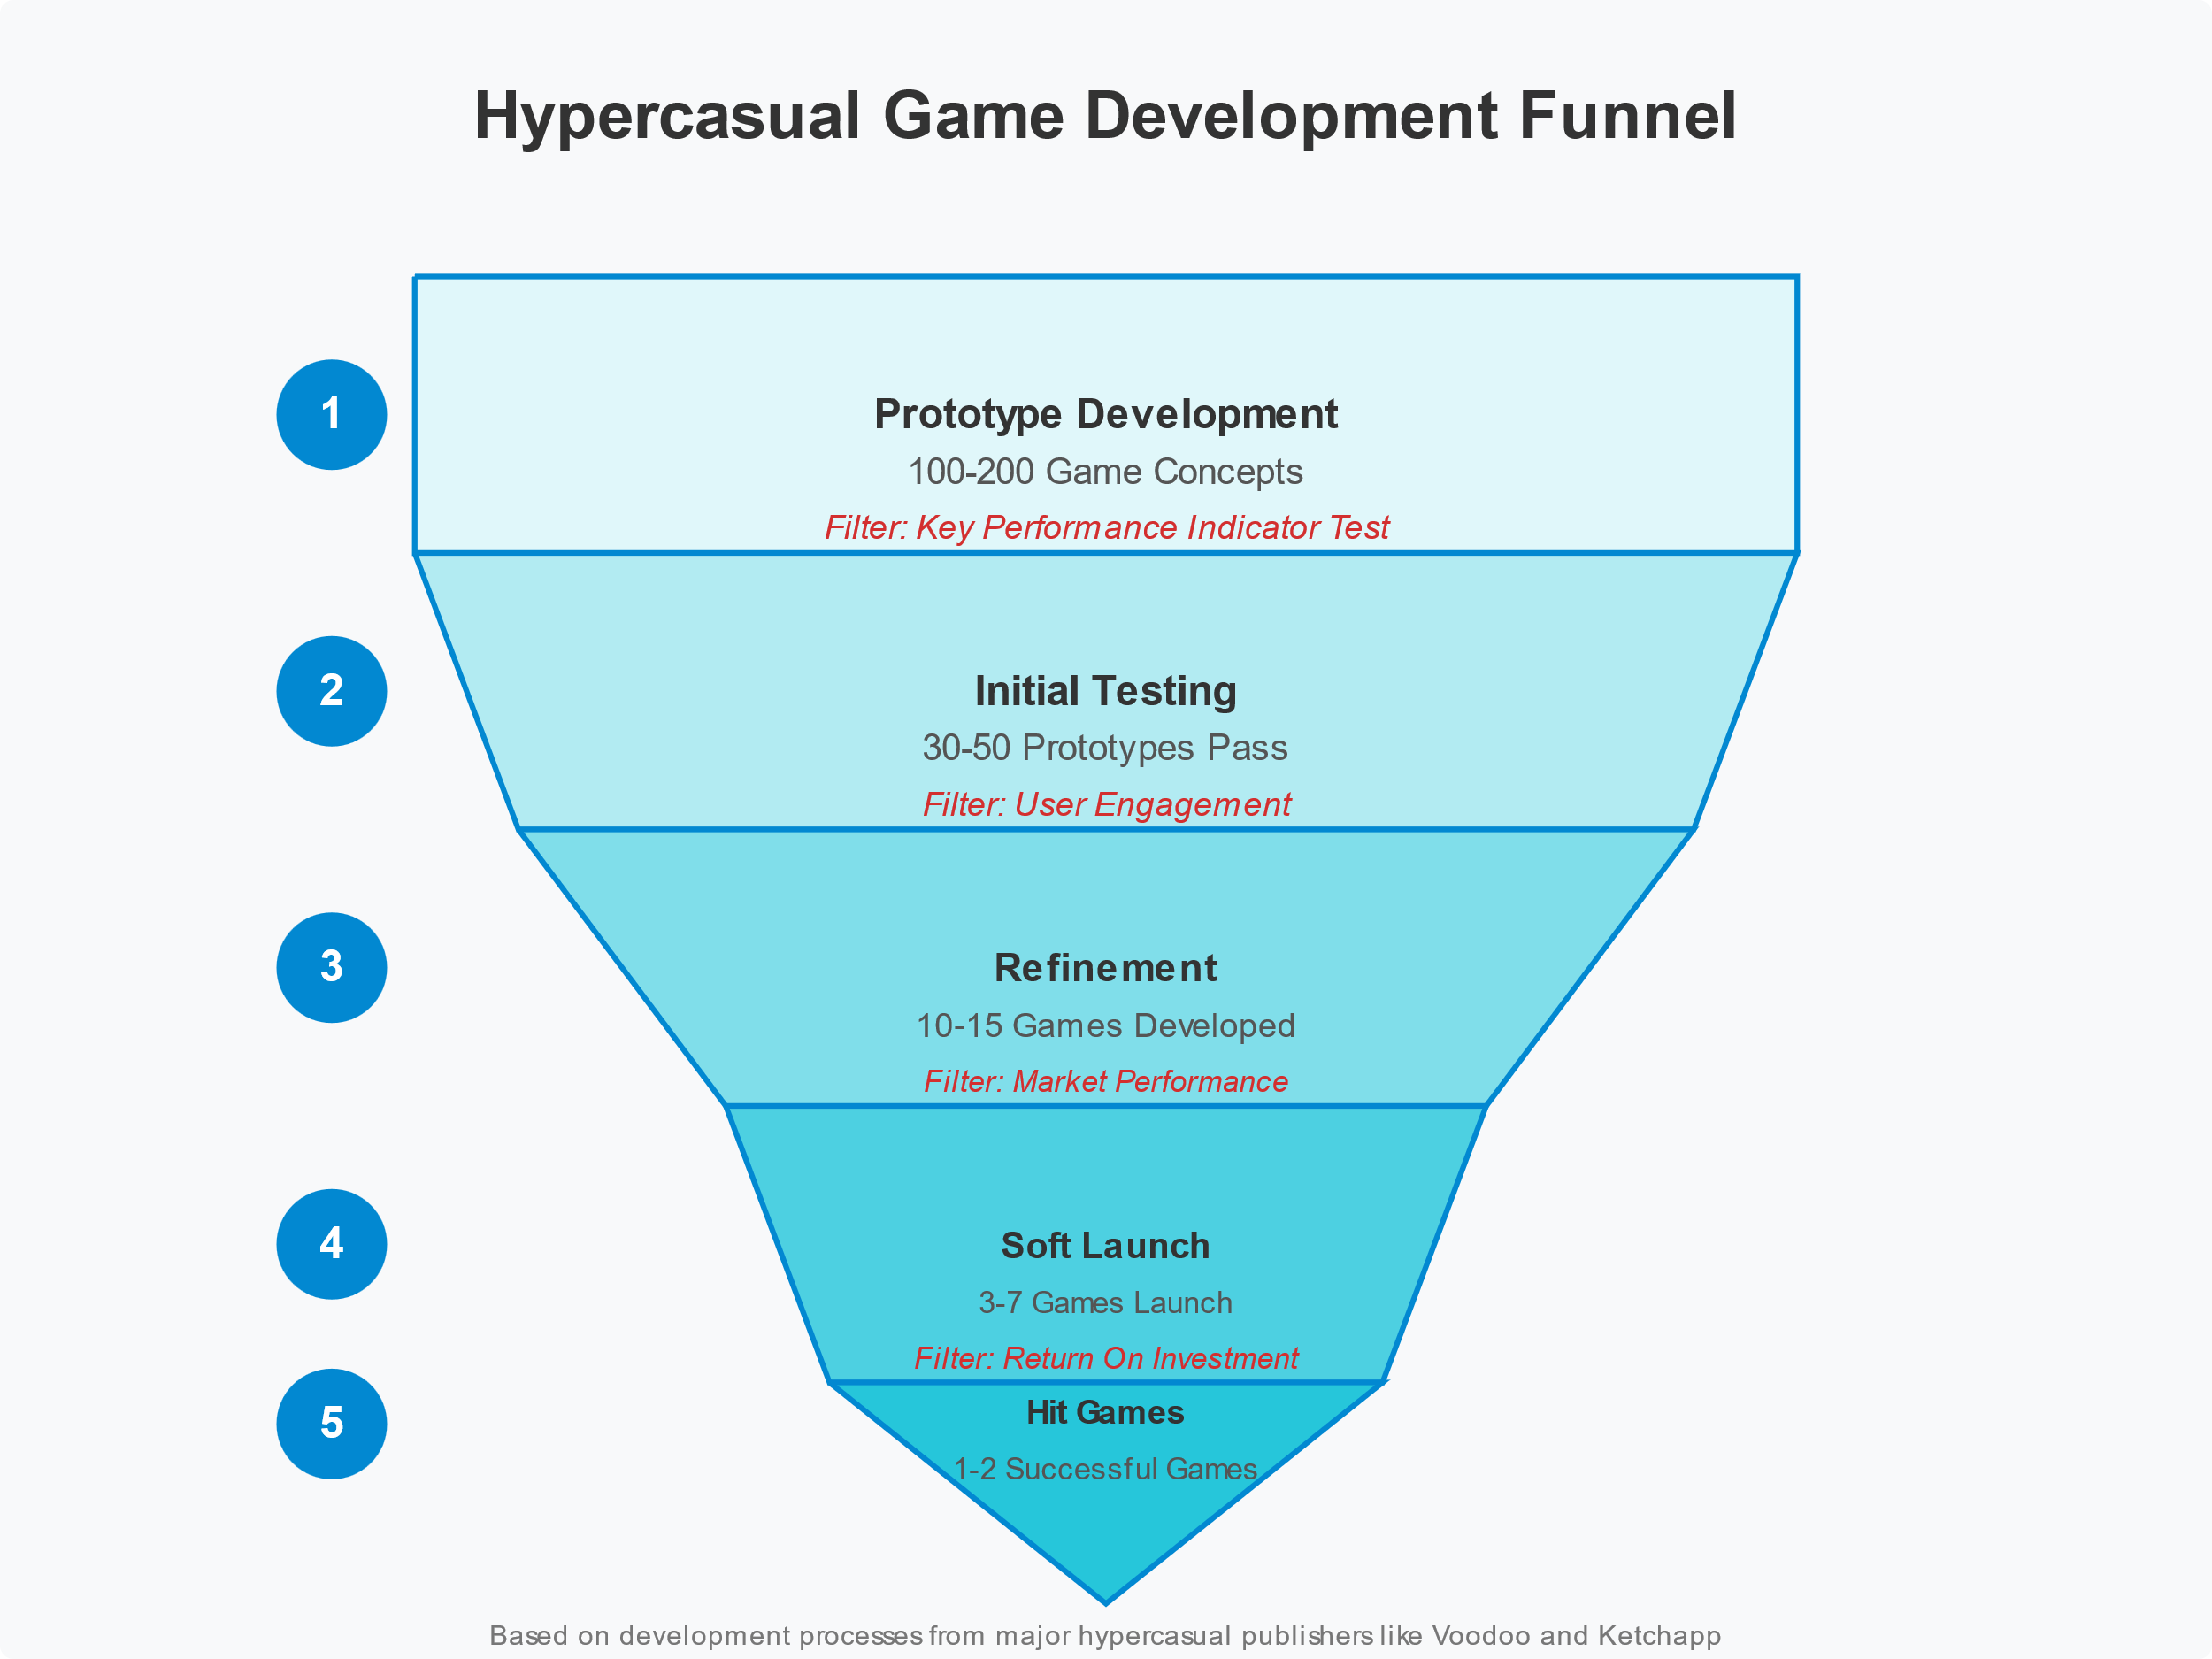 Hypercasual Game Development Funnel
1
Prototype Development
100-200 Game Concepts
Filter: Key Performance Indicator Test
2
Initial Testing
30-50 Prototypes Pass
Filter: User Engagement
3
Refinement
10-15 Games Developed
Filter: Market Performance
4
Soft Launch
3-7 Games Launch
Filter: Return On Investment
5
Hit Games
1-2 Successful Games
Based on development processes from major hypercasual publishers like Voodoo and Ketchapp